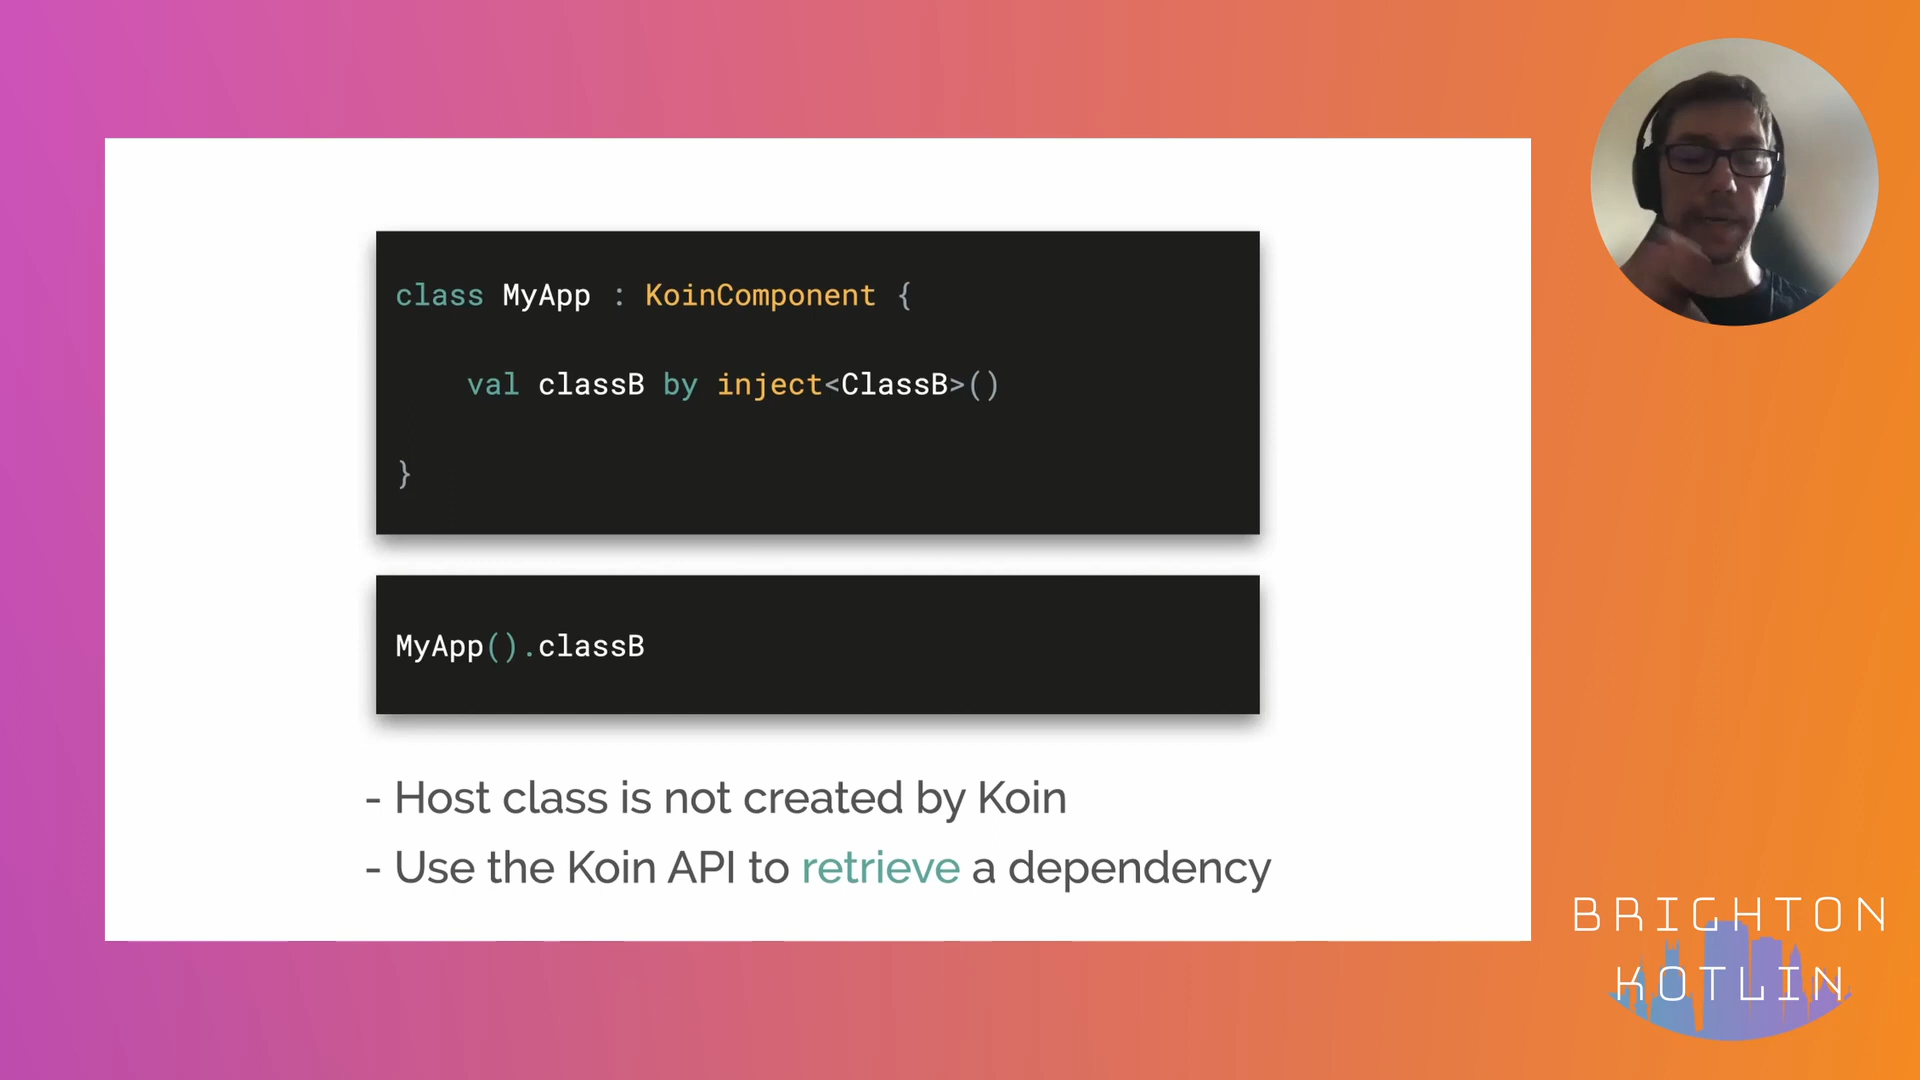 class MyApp : KoinComponent {
val classB by inject<ClassB>()
}
MyApp().classB
- Host class is not created by Koin
- Use the Koin API to retrieve a dependency
BRIGHTON
KOTLIN